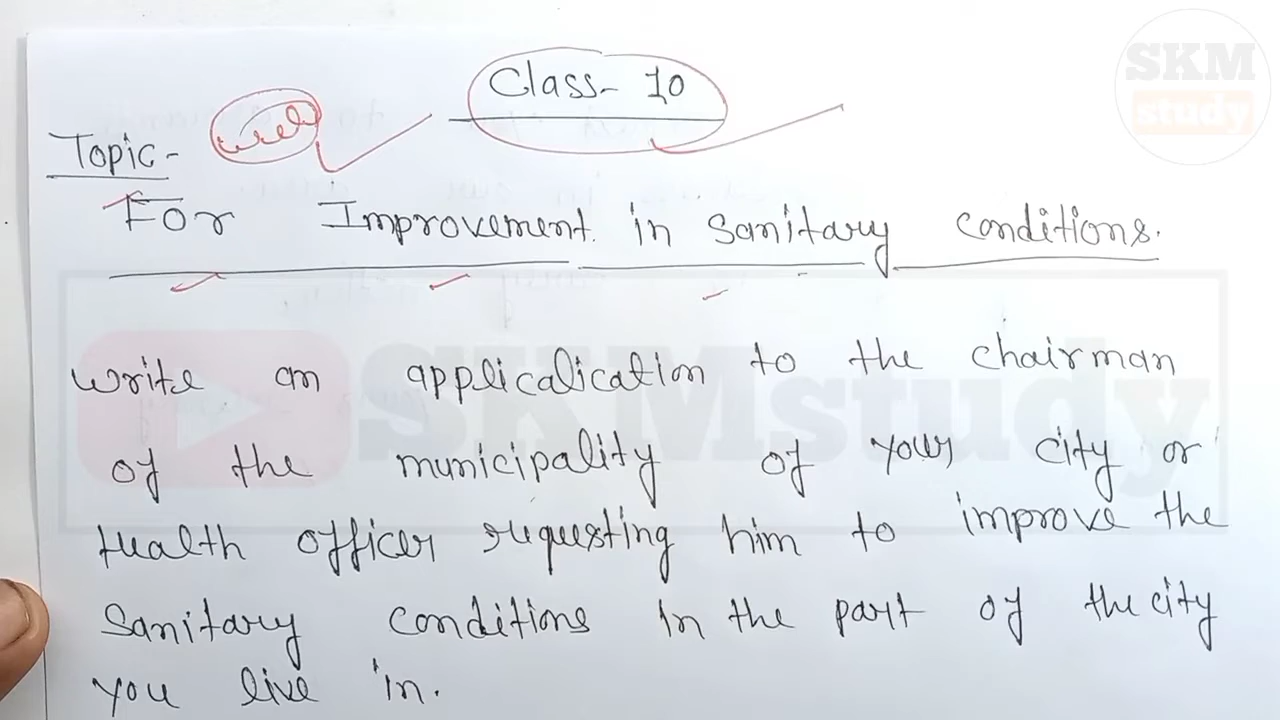 SKM
study
Class- 10
Topic-
For Improvement in Sanitary conditions.
SKMstudy
write an applicalication to the chairman
of the municipality of your city or
Health officer requesting him to improve the
Sanitary conditions in the part of the city
you live in.